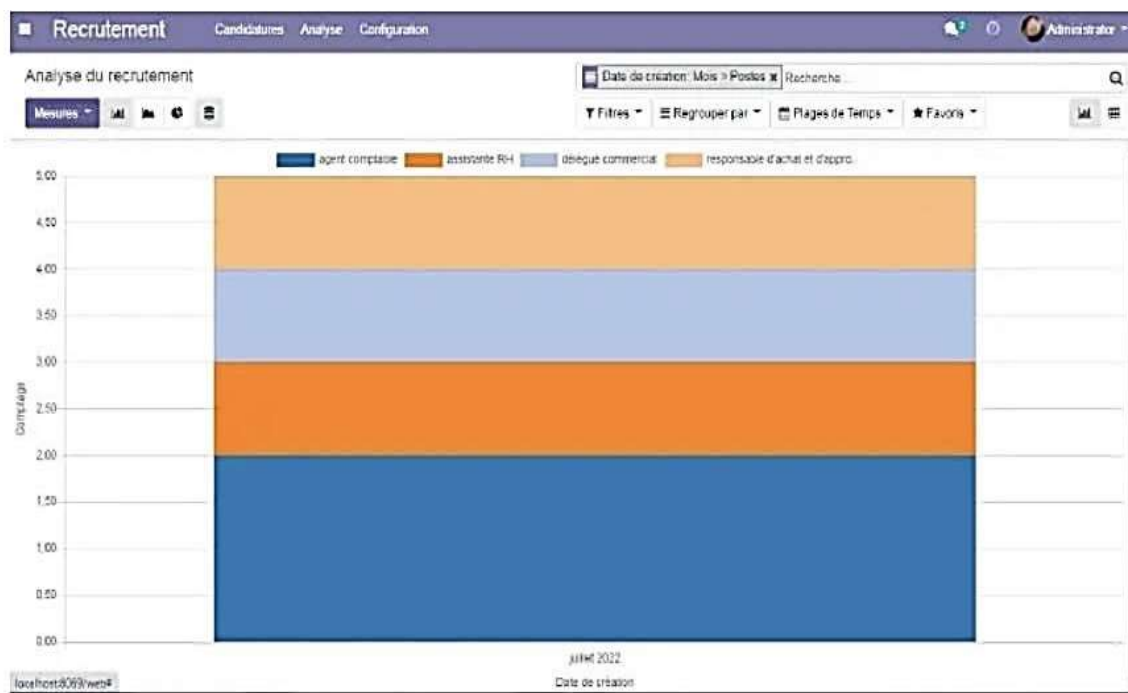 Recrutement Candidatures Analyse Configuration 2 Administrator
Analyse du recrutement
Date de création: Mois > Postes x Recherche...
Mesures Filtres Regrouper par Plages de Temps Favoris
agent comptable assistante RH délégué commercial responsable d'achat et d'appro.
5,00
4,50
4,00
3,50
3,00
2,50
2,00
1,50
1,00
0,50
0,00
Comptage
juillet 2022
Date de création
localhost:8069/web#